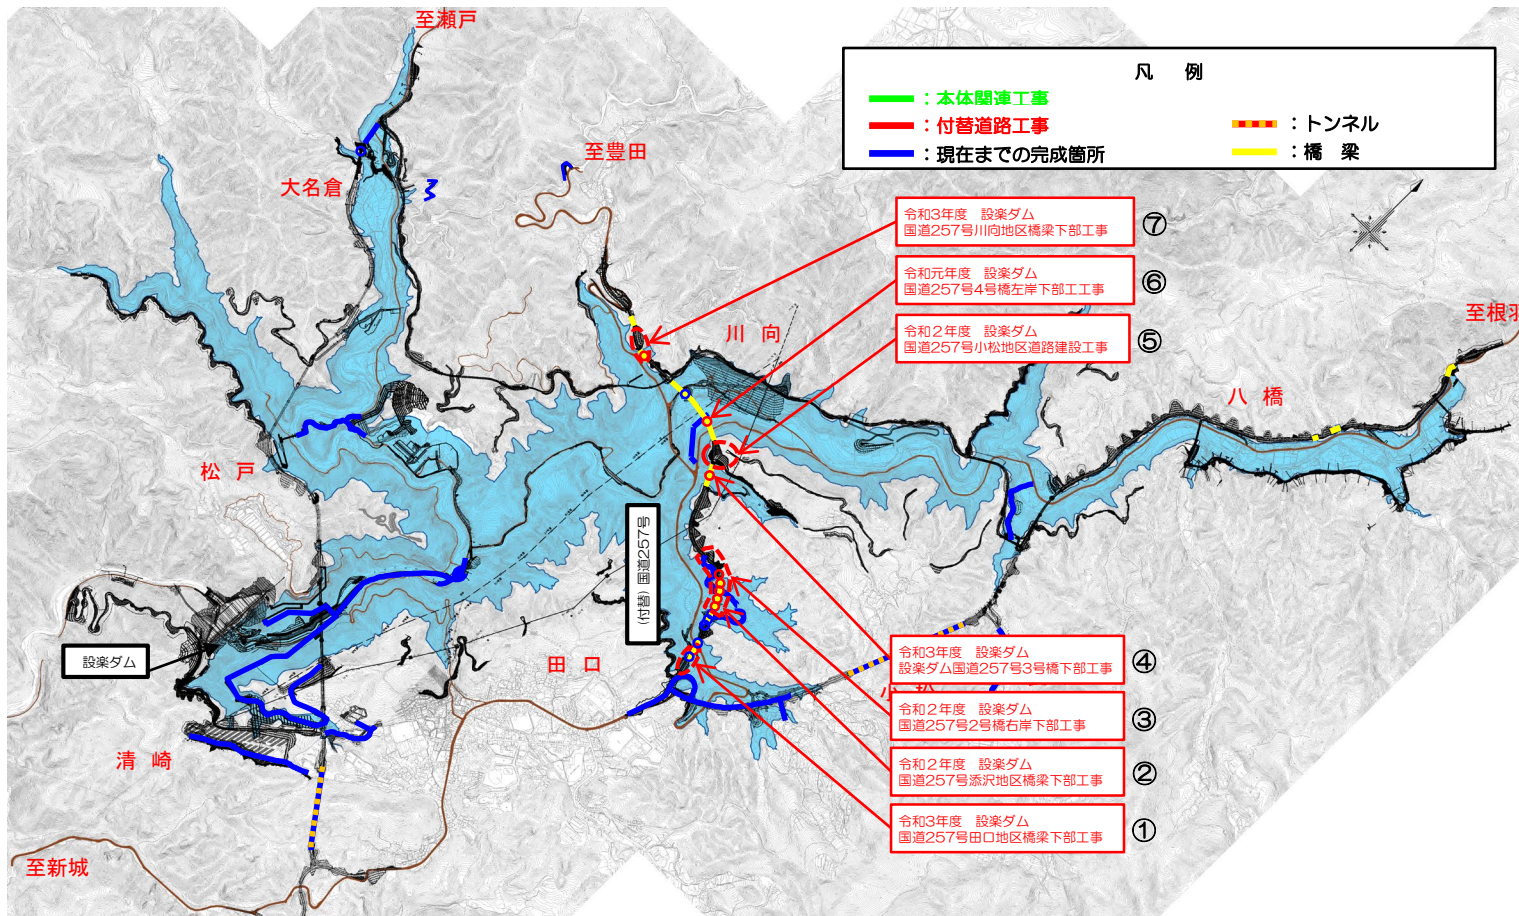 至瀬戸
凡　例
：本体関連工事
：付替道路工事
：現在までの完成箇所
：トンネル
：橋　梁
至豊田
大名倉
令和3年度　設楽ダム
国道257号川向地区橋梁下部工事
⑦
令和元年度　設楽ダム
国道257号4号橋左岸下部工工事
⑥
令和２年度　設楽ダム
国道257号小松地区道路建設工事
⑤
川　向
至根羽
八　橋
松　戸
(付替) 国道257号
設楽ダム
田　口
小　松
令和3年度　設楽ダム
設楽ダム国道257号3号橋下部工事
④
令和２年度　設楽ダム
国道257号2号橋右岸下部工事
③
令和２年度　設楽ダム
国道257号添沢地区橋梁下部工事
②
令和3年度　設楽ダム
国道257号田口地区橋梁下部工事
①
清　崎
至新城